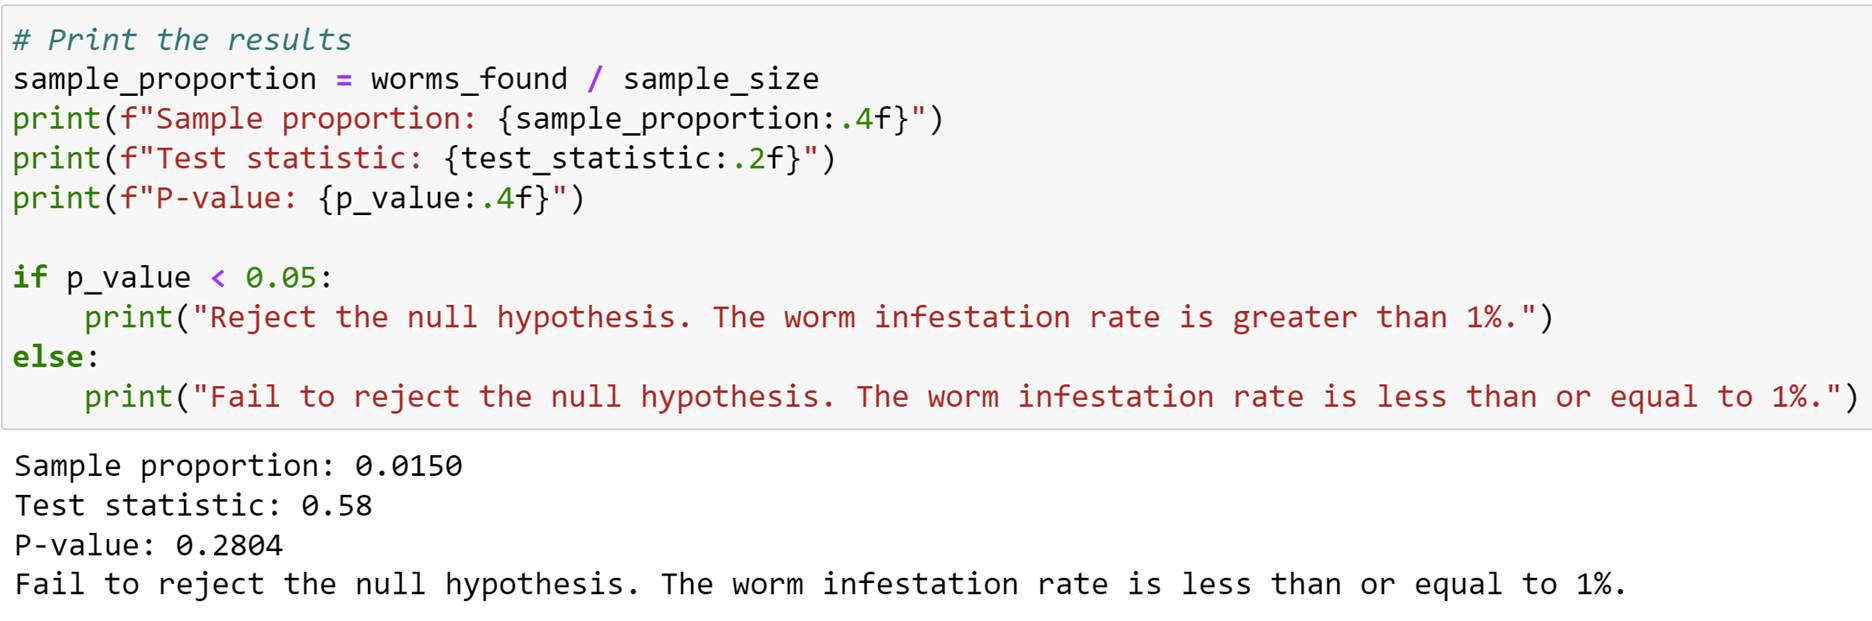 # Print the results
sample_proportion = worms_found / sample_size
print(f"Sample proportion: {sample_proportion:.4f}")
print(f"Test statistic: {test_statistic:.2f}")
print(f"P-value: {p_value:.4f}")
if p_value < 0.05:
    print("Reject the null hypothesis. The worm infestation rate is greater than 1%.")
else:
    print("Fail to reject the null hypothesis. The worm infestation rate is less than or equal to 1%.")
Sample proportion: 0.0150
Test statistic: 0.58
P-value: 0.2804
Fail to reject the null hypothesis. The worm infestation rate is less than or equal to 1%.